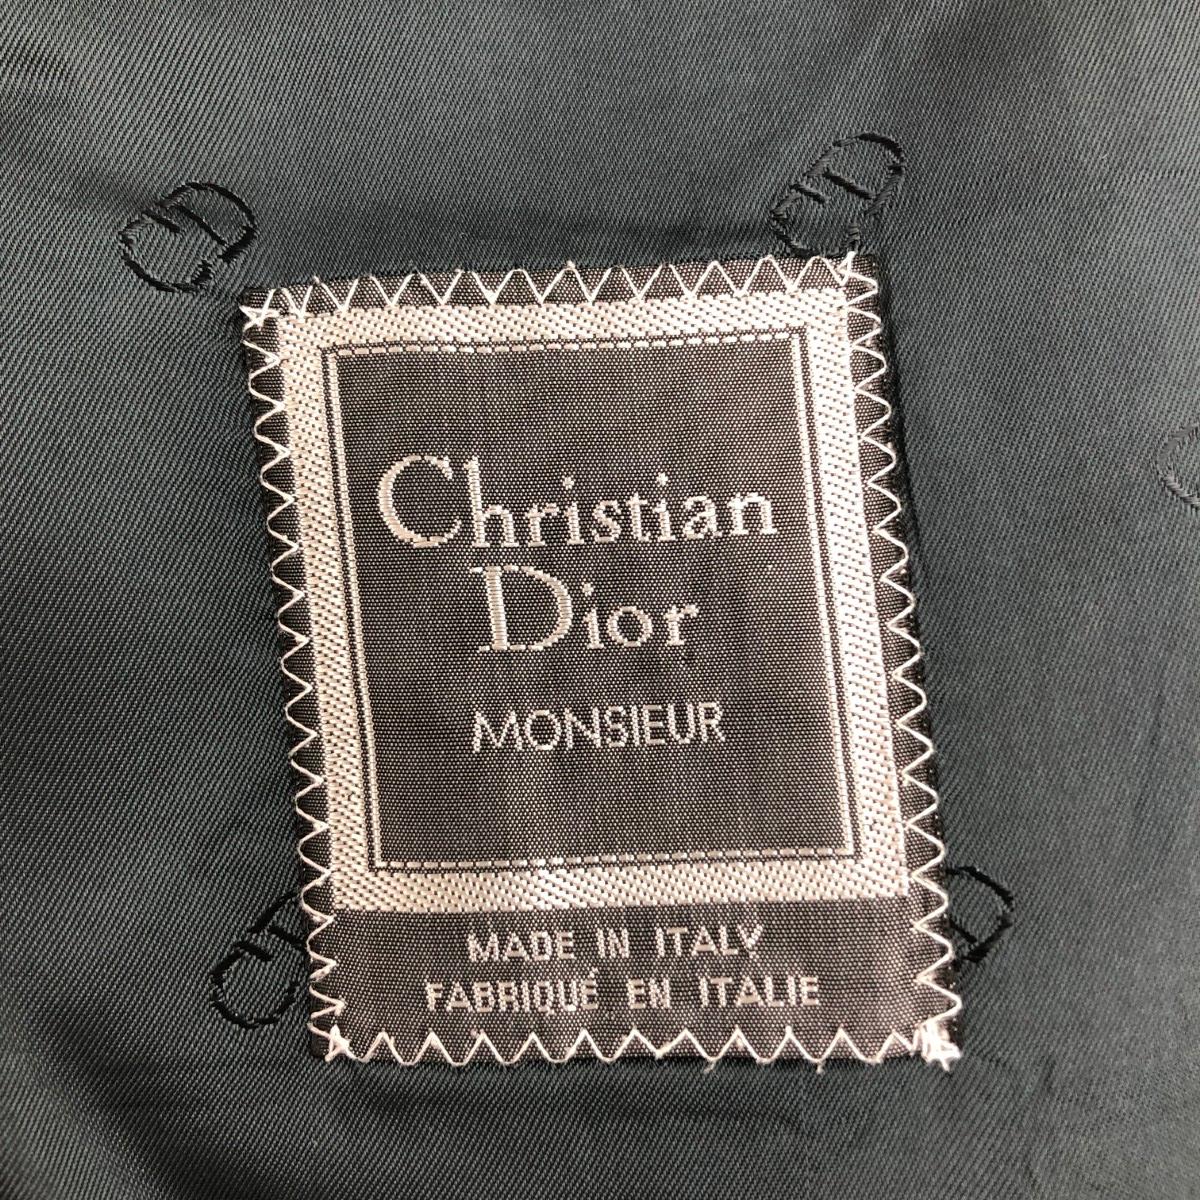 Christian
Dior
MONSIEUR
MADE IN ITALY
FABRIQUÉ EN ITALIE